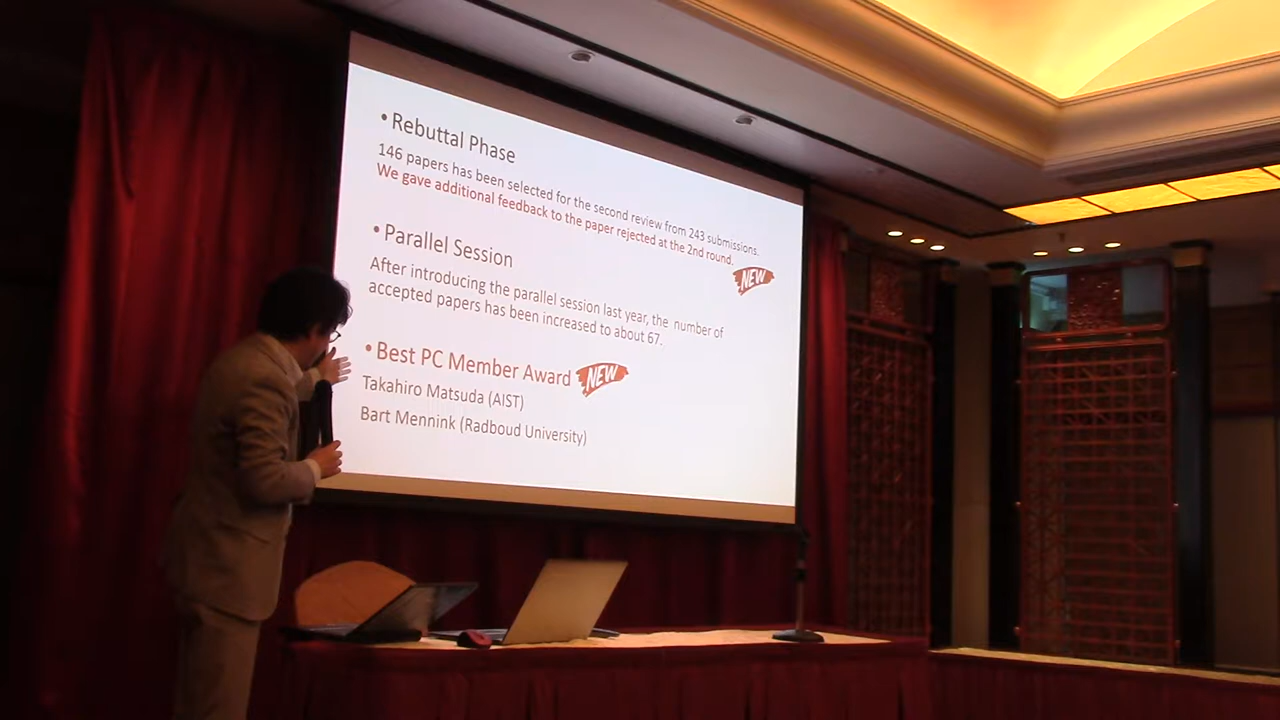 • Rebuttal Phase
146 papers has been selected for the second review from 243 submissions.
We gave additional feedback to the paper rejected at the 2nd round.
NEW
• Parallel Session
After introducing the parallel session last year, the number of
accepted papers has been increased to about 67.
• Best PC Member Award NEW
Takahiro Matsuda (AIST)
Bart Mennink (Radboud University)